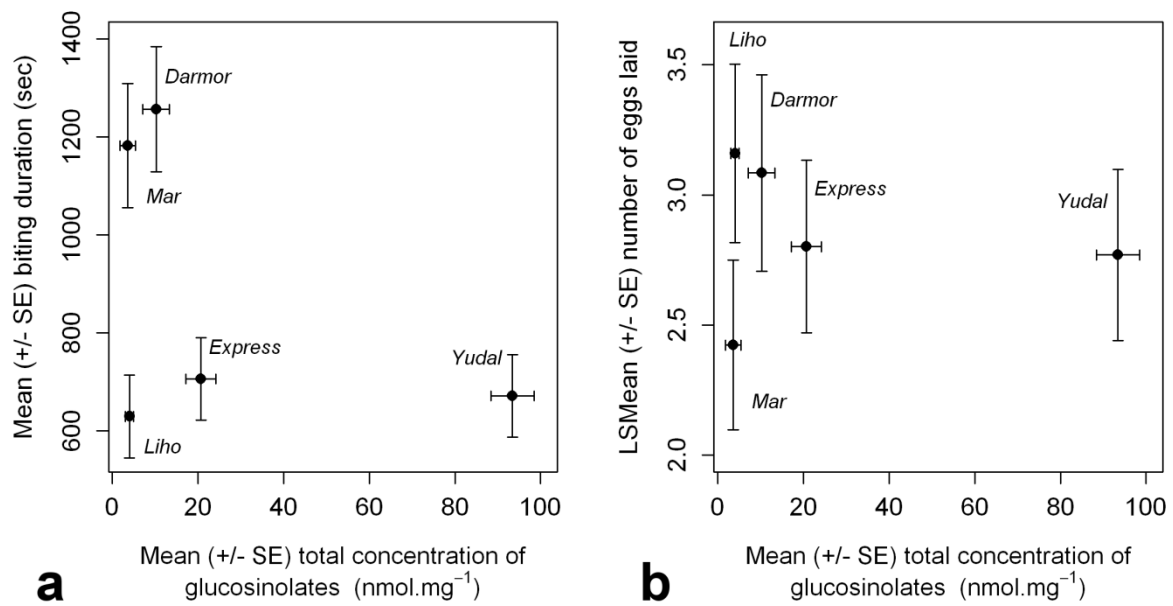 Mean (+/- SE) biting duration (sec)
1400
1200
1000
800
600
Darmor
Mar
Express
Yudal
Liho
0 20 40 60 80 100
Mean (+/- SE) total concentration of
glucosinolates (nmol.mg⁻¹)
a
LSMean (+/- SE) number of eggs laid
3.5
3.0
2.5
2.0
Liho
Darmor
Express
Yudal
Mar
0 20 40 60 80 100
Mean (+/- SE) total concentration of
glucosinolates (nmol.mg⁻¹)
b